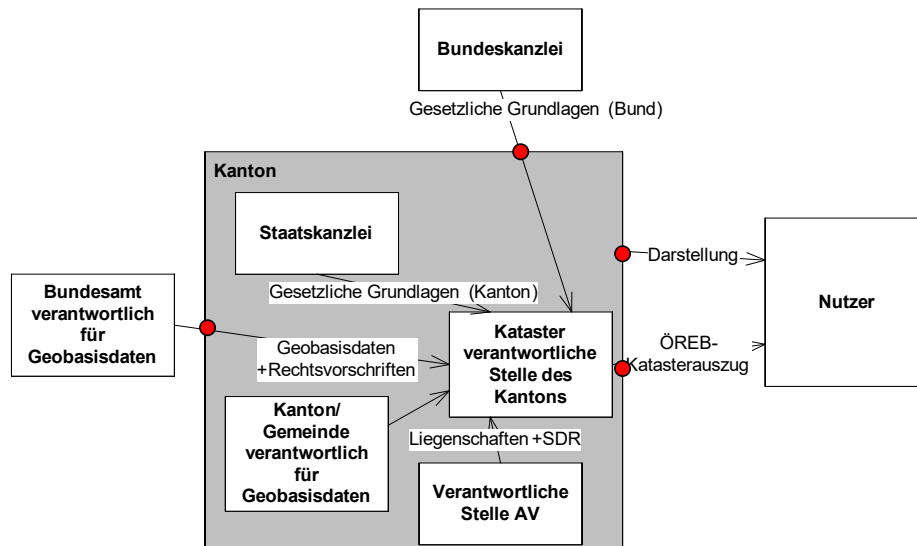 Bundeskanzlei
Gesetzliche Grundlagen (Bund)
Kanton
Staatskanzlei
Gesetzliche Grundlagen (Kanton)
Bundesamt
verantwortlich
für
Geobasisdaten
Geobasisdaten
+Rechtsvorschriften
Kataster
verantwortliche
Stelle des
Kantons
Darstellung
ÖREB-
Katasterauszug
Nutzer
Kanton/
Gemeinde
verantwortlich
für
Geobasisdaten
Liegenschaften +SDR
Verantwortliche
Stelle AV